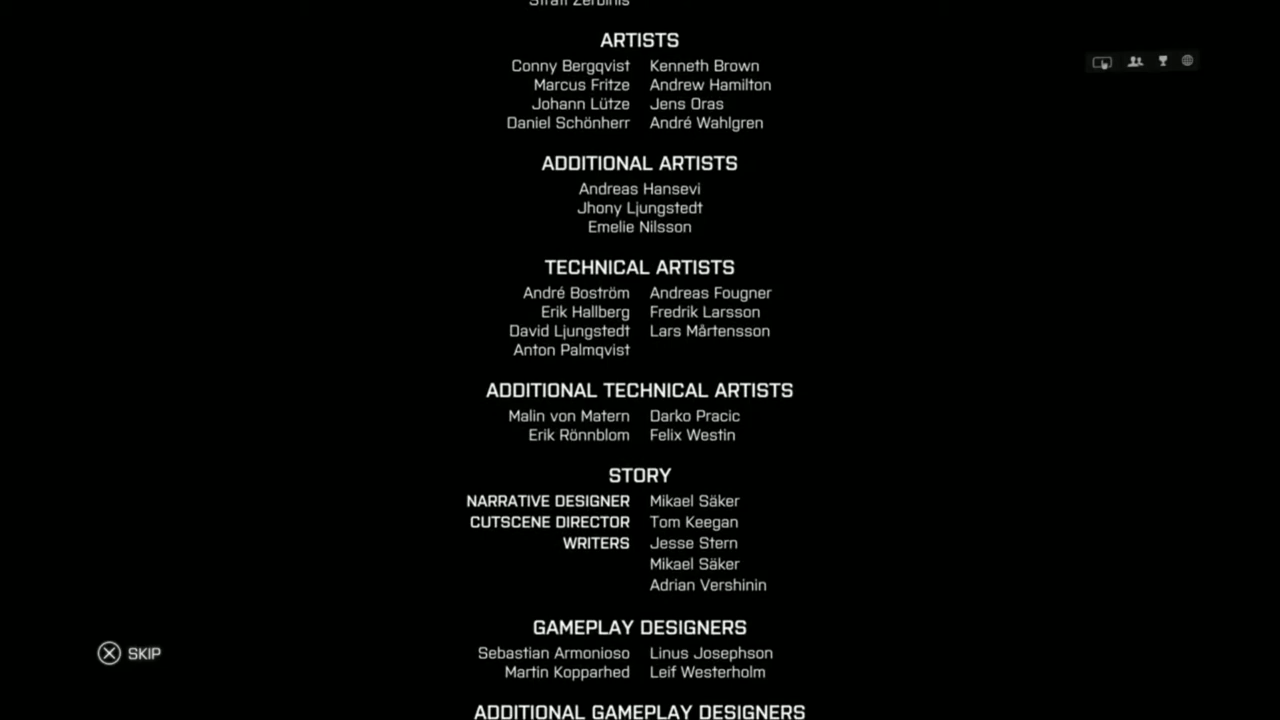 Strati Zerbinis
ARTISTS
Conny Bergqvist Kenneth Brown
Marcus Fritze Andrew Hamilton
Johann Lütze Jens Oras
Daniel Schönherr André Wahlgren
ADDITIONAL ARTISTS
Andreas Hansevi
Jhony Ljungstedt
Emelie Nilsson
TECHNICAL ARTISTS
André Boström Andreas Fougner
Erik Hallberg Fredrik Larsson
David Ljungstedt Lars Mårtensson
Anton Palmqvist
ADDITIONAL TECHNICAL ARTISTS
Malin von Matern Darko Pracic
Erik Rönnblom Felix Westin
STORY
NARRATIVE DESIGNER Mikael Säker
CUTSCENE DIRECTOR Tom Keegan
WRITERS Jesse Stern
Mikael Säker
Adrian Vershinin
GAMEPLAY DESIGNERS
Sebastian Armonioso Linus Josephson
Martin Kopparhed Leif Westerholm
SKIP
ADDITIONAL GAMEPLAY DESIGNERS